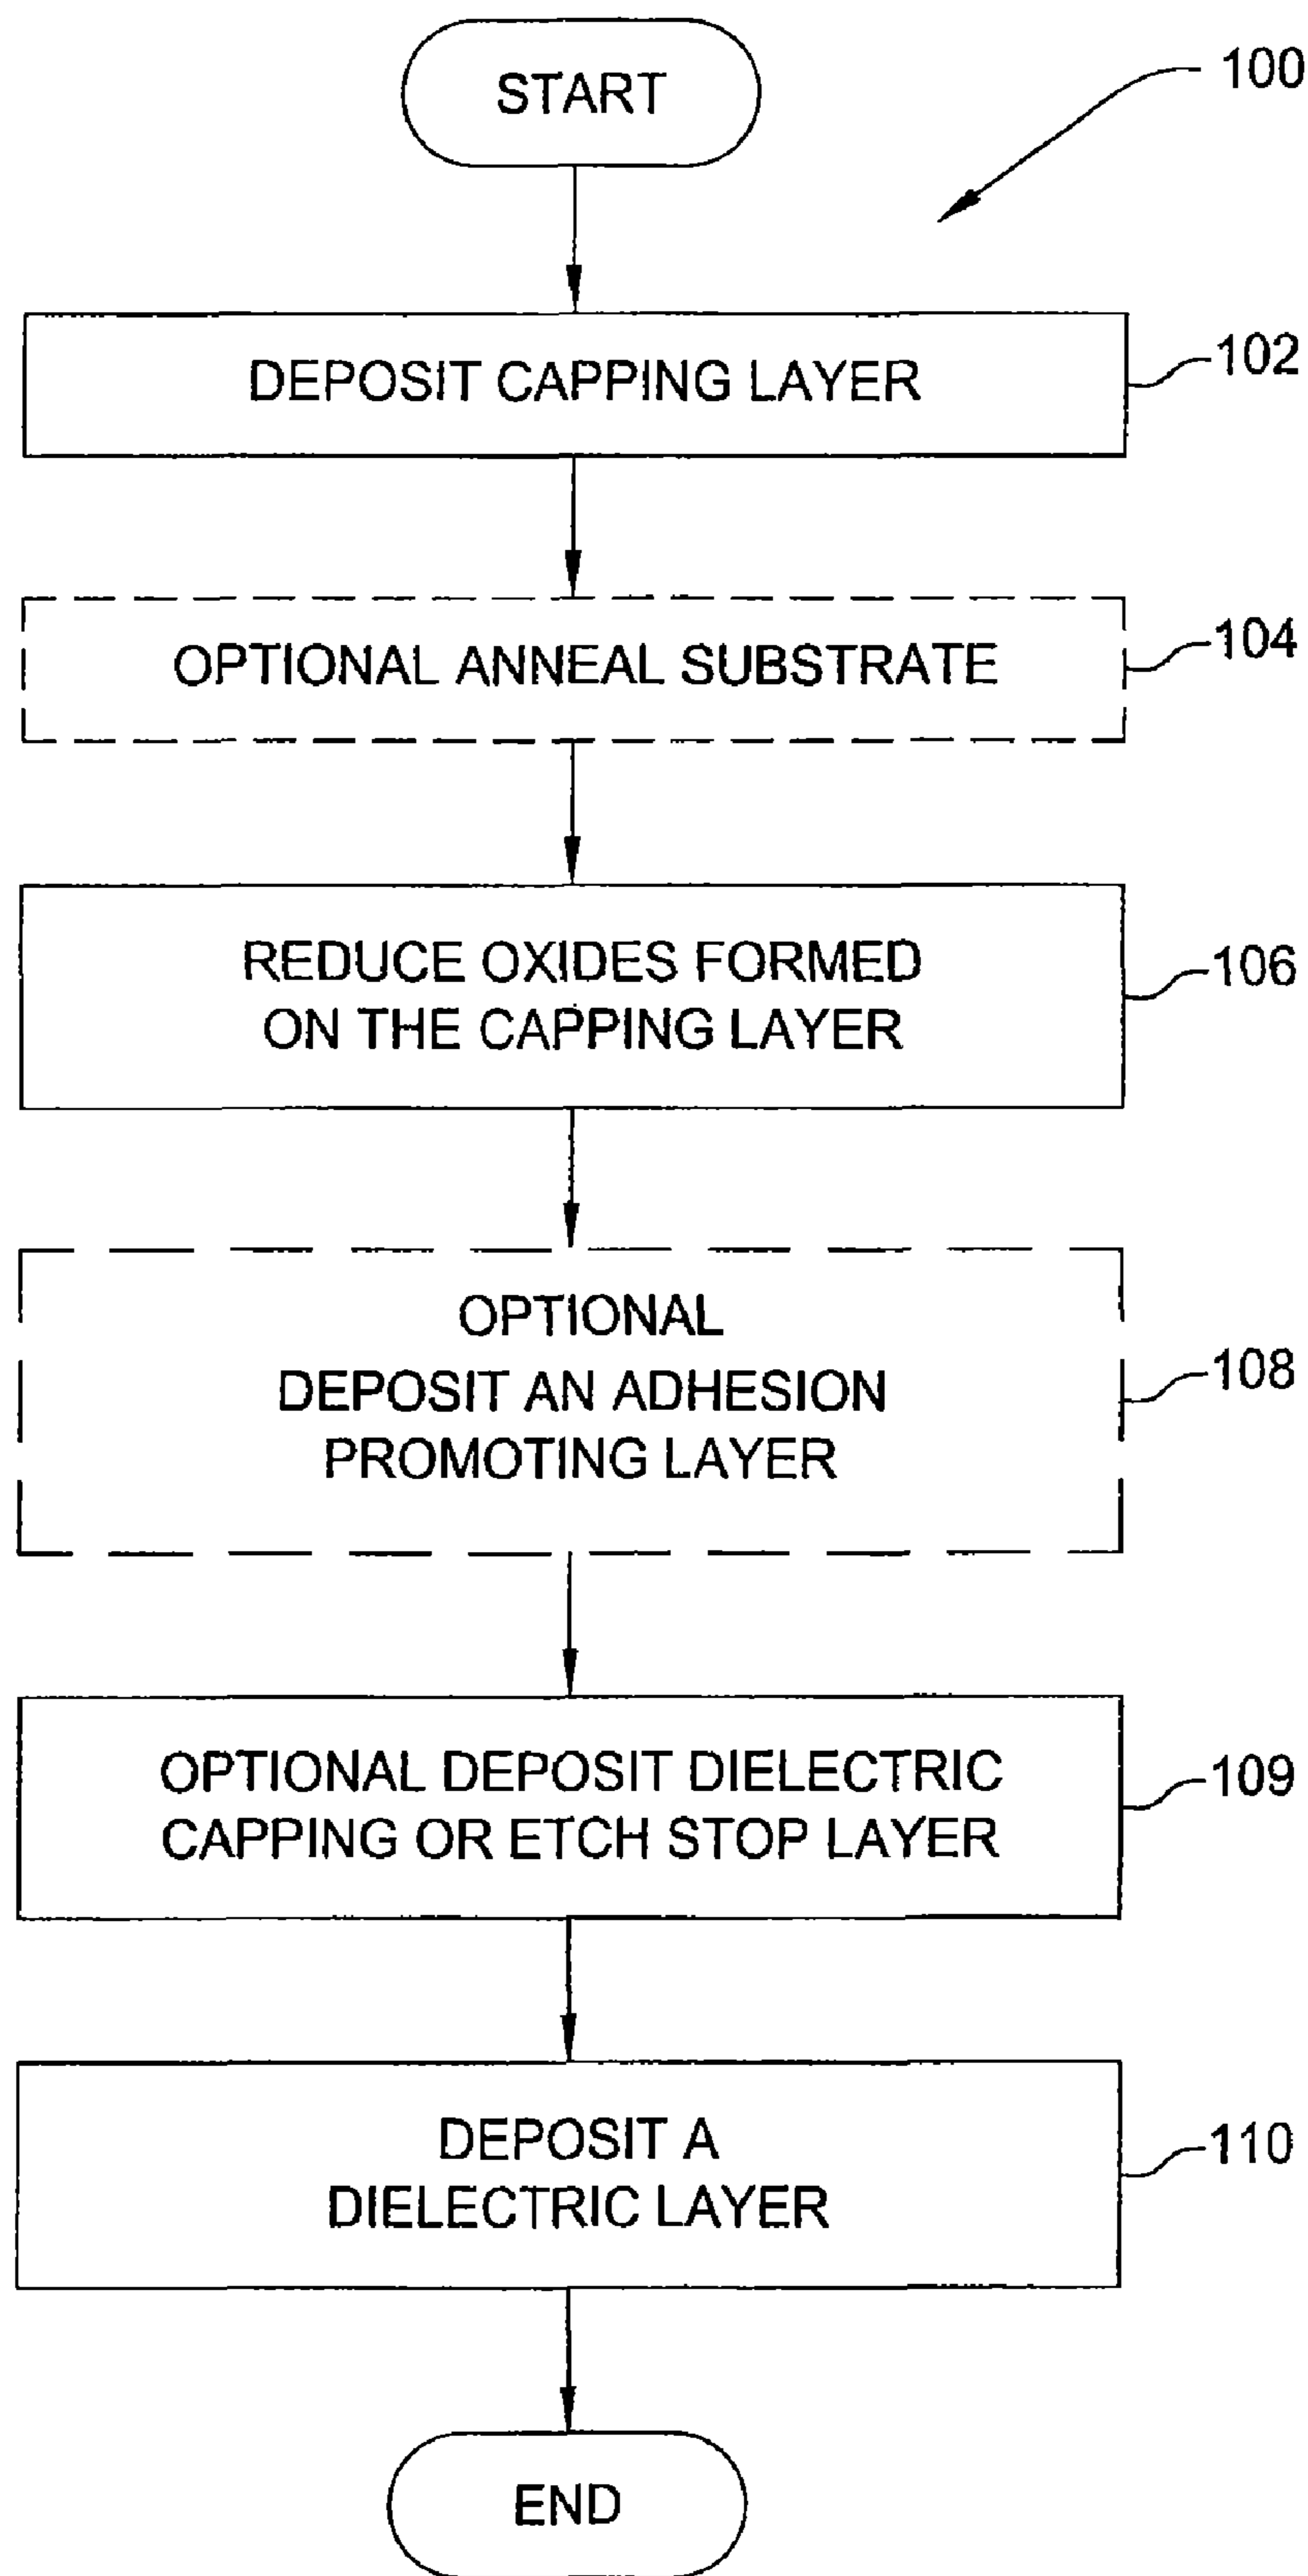 START
100
DEPOSIT CAPPING LAYER
102
OPTIONAL ANNEAL SUBSTRATE
104
REDUCE OXIDES FORMED
ON THE CAPPING LAYER
106
OPTIONAL
DEPOSIT AN ADHESION
PROMOTING LAYER
108
OPTIONAL DEPOSIT DIELECTRIC
CAPPING OR ETCH STOP LAYER
109
DEPOSIT A
DIELECTRIC LAYER
110
END